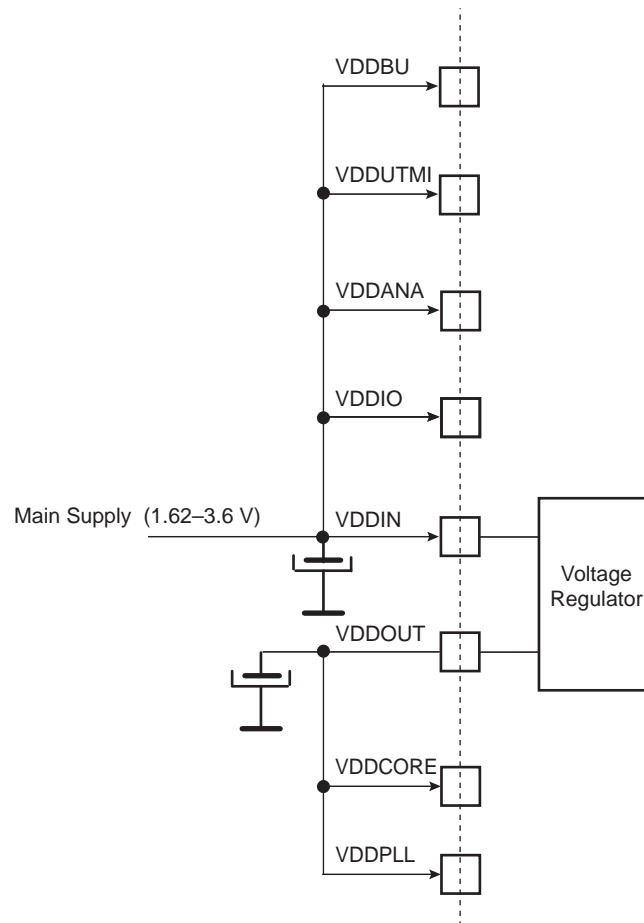 VDDBU
VDDUTMI
VDDANA
VDDIO
Main Supply (1.62–3.6 V)
VDDIN
Voltage
Regulator
VDDOUT
VDDCORE
VDDPLL